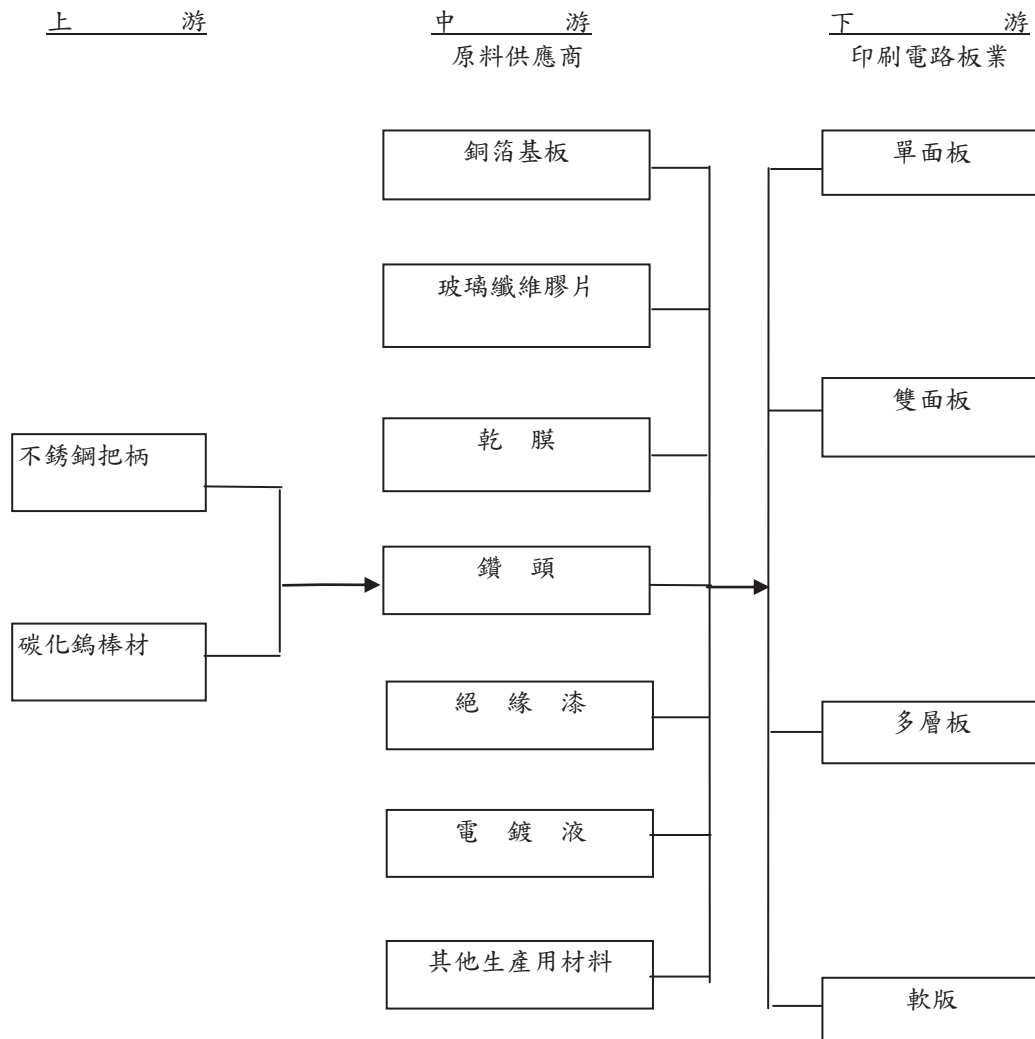 上游
中游
下游
原料供應商
印刷電路板業
銅箔基板
單面板
玻璃纖維膠片
雙面板
乾膜
不銹鋼把柄
鑽頭
碳化鎢棒材
絕緣漆
多層板
電鍍液
其他生產用材料
軟版